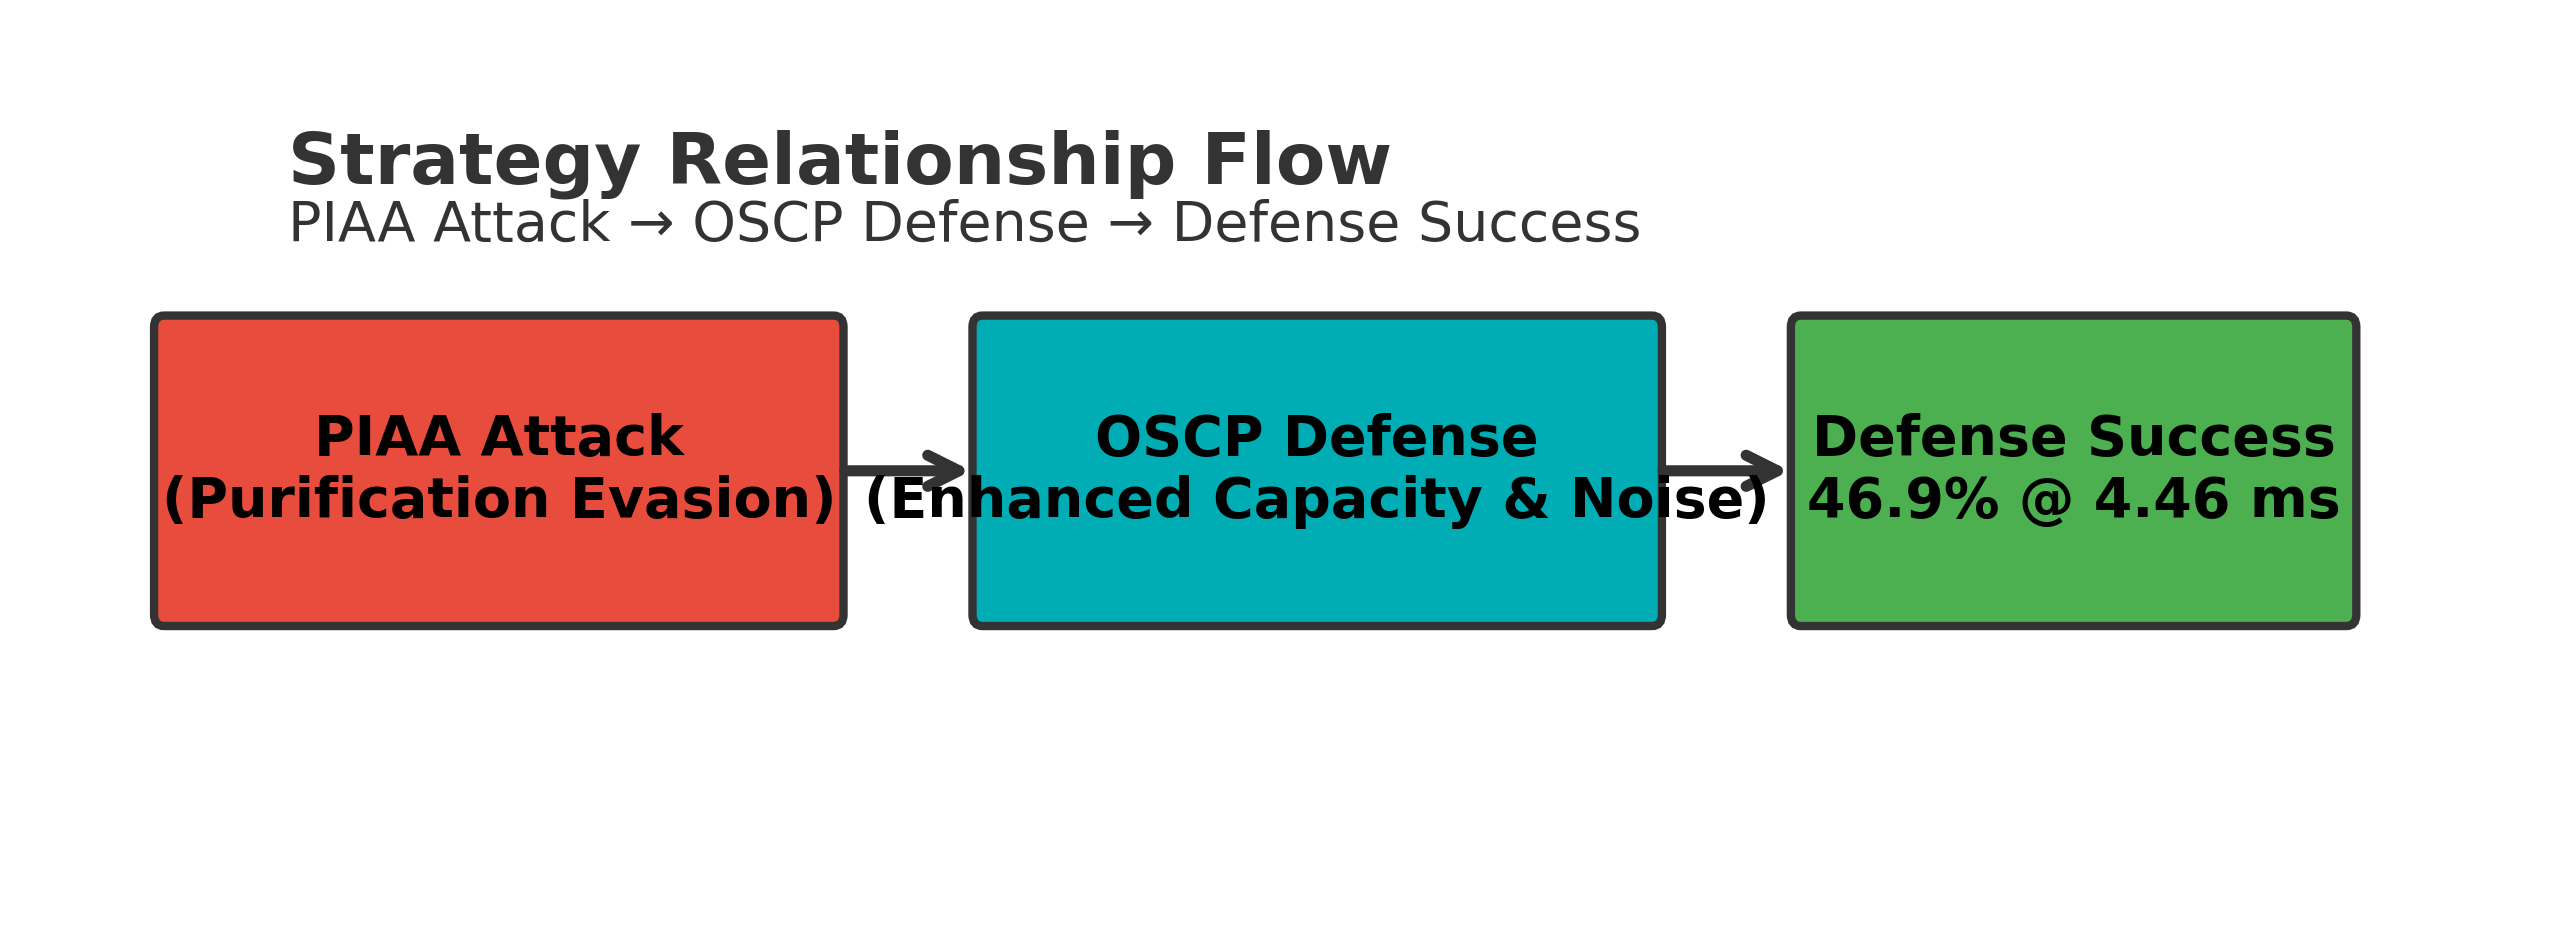 Strategy Relationship Flow
PIAA Attack → OSCP Defense → Defense Success
PIAA Attack
(Purification Evasion)
OSCP Defense
(Enhanced Capacity & Noise)
Defense Success
46.9% @ 4.46 ms